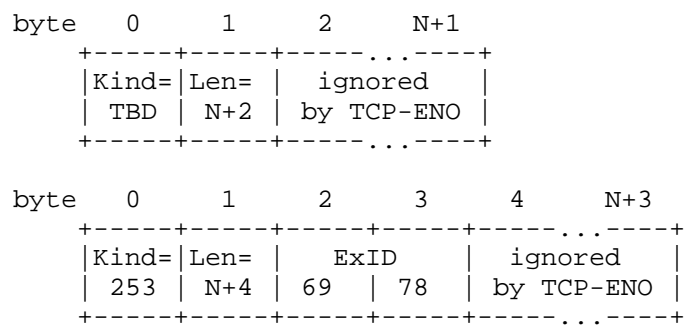 byte    0     1     2     N+1
     +-----+-----+-----...----+
     |Kind=|Len= |  ignored   |
     | TBD | N+2 | by TCP-ENO |
     +-----+-----+-----...----+
byte    0     1     2     3     4     N+3
     +-----+-----+-----+-----+-----...----+
     |Kind=|Len= |   ExID    |  ignored   |
     | 253 | N+4 | 69  | 78  | by TCP-ENO |
     +-----+-----+-----+-----+-----...----+